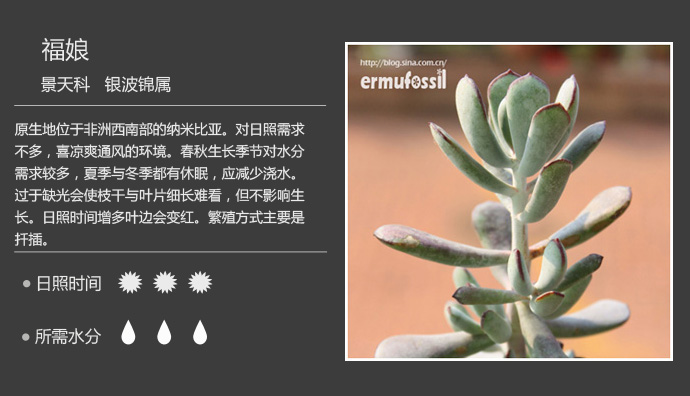 福娘
景天科 银波锦属
原生地位于非洲西南部的纳米比亚。对日照需求
不多，喜凉爽通风的环境。春秋生长季节对水分
需求较多，夏季与冬季都有休眠，应减少浇水。
过于缺光会使枝干与叶片细长难看，但不影响生
长。日照时间增多叶边会变红。繁殖方式主要是
扦插。
日照时间
所需水分
http://blog.sina.com.cn/
ermufossil